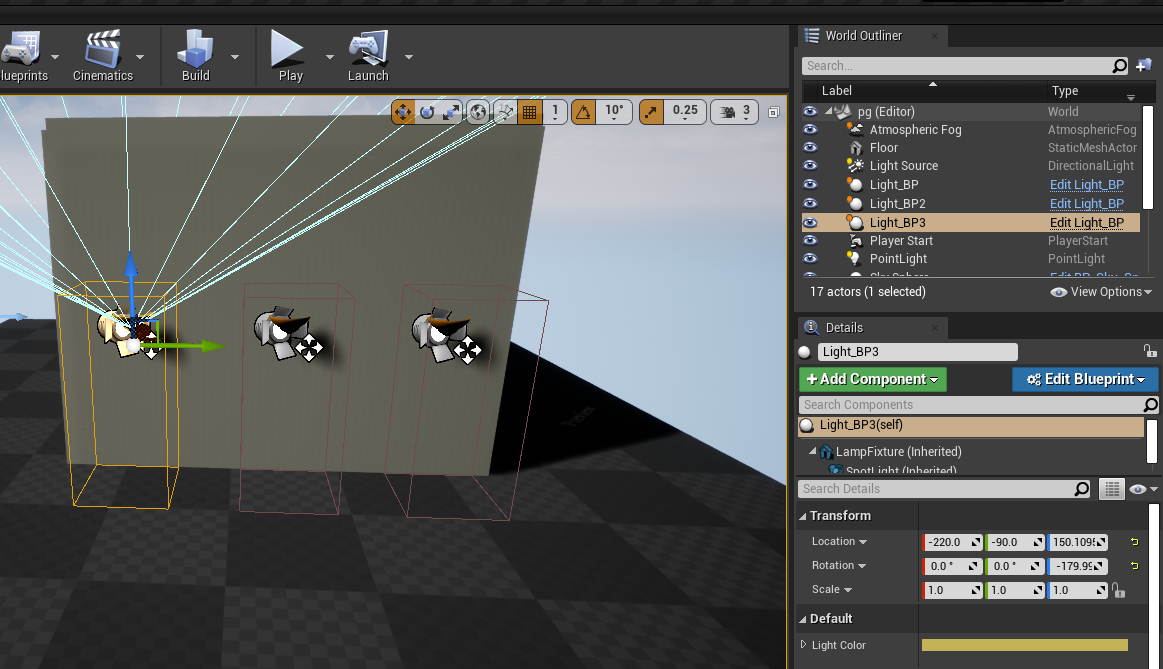 lueprints
Cinematics
Build
Play
Launch
1
10°
0.25
3
World Outliner
Search...
Label Type
pg (Editor) World
Atmospheric Fog AtmosphericFog
Floor StaticMeshActor
Light Source DirectionalLight
Light_BP Edit Light_BP
Light_BP2 Edit Light_BP
Light_BP3 Edit Light_BP
Player Start PlayerStart
PointLight PointLight
17 actors (1 selected) View Options
Details
Light_BP3
+Add Component Edit Blueprint
Search Components
Light_BP3(self)
LampFixture (Inherited)
SpotLight (Inherited)
Search Details
Transform
Location -220.0 -90.0 150.109
Rotation 0.0 ° 0.0 ° -179.99
Scale 1.0 1.0 1.0
Default
Light Color